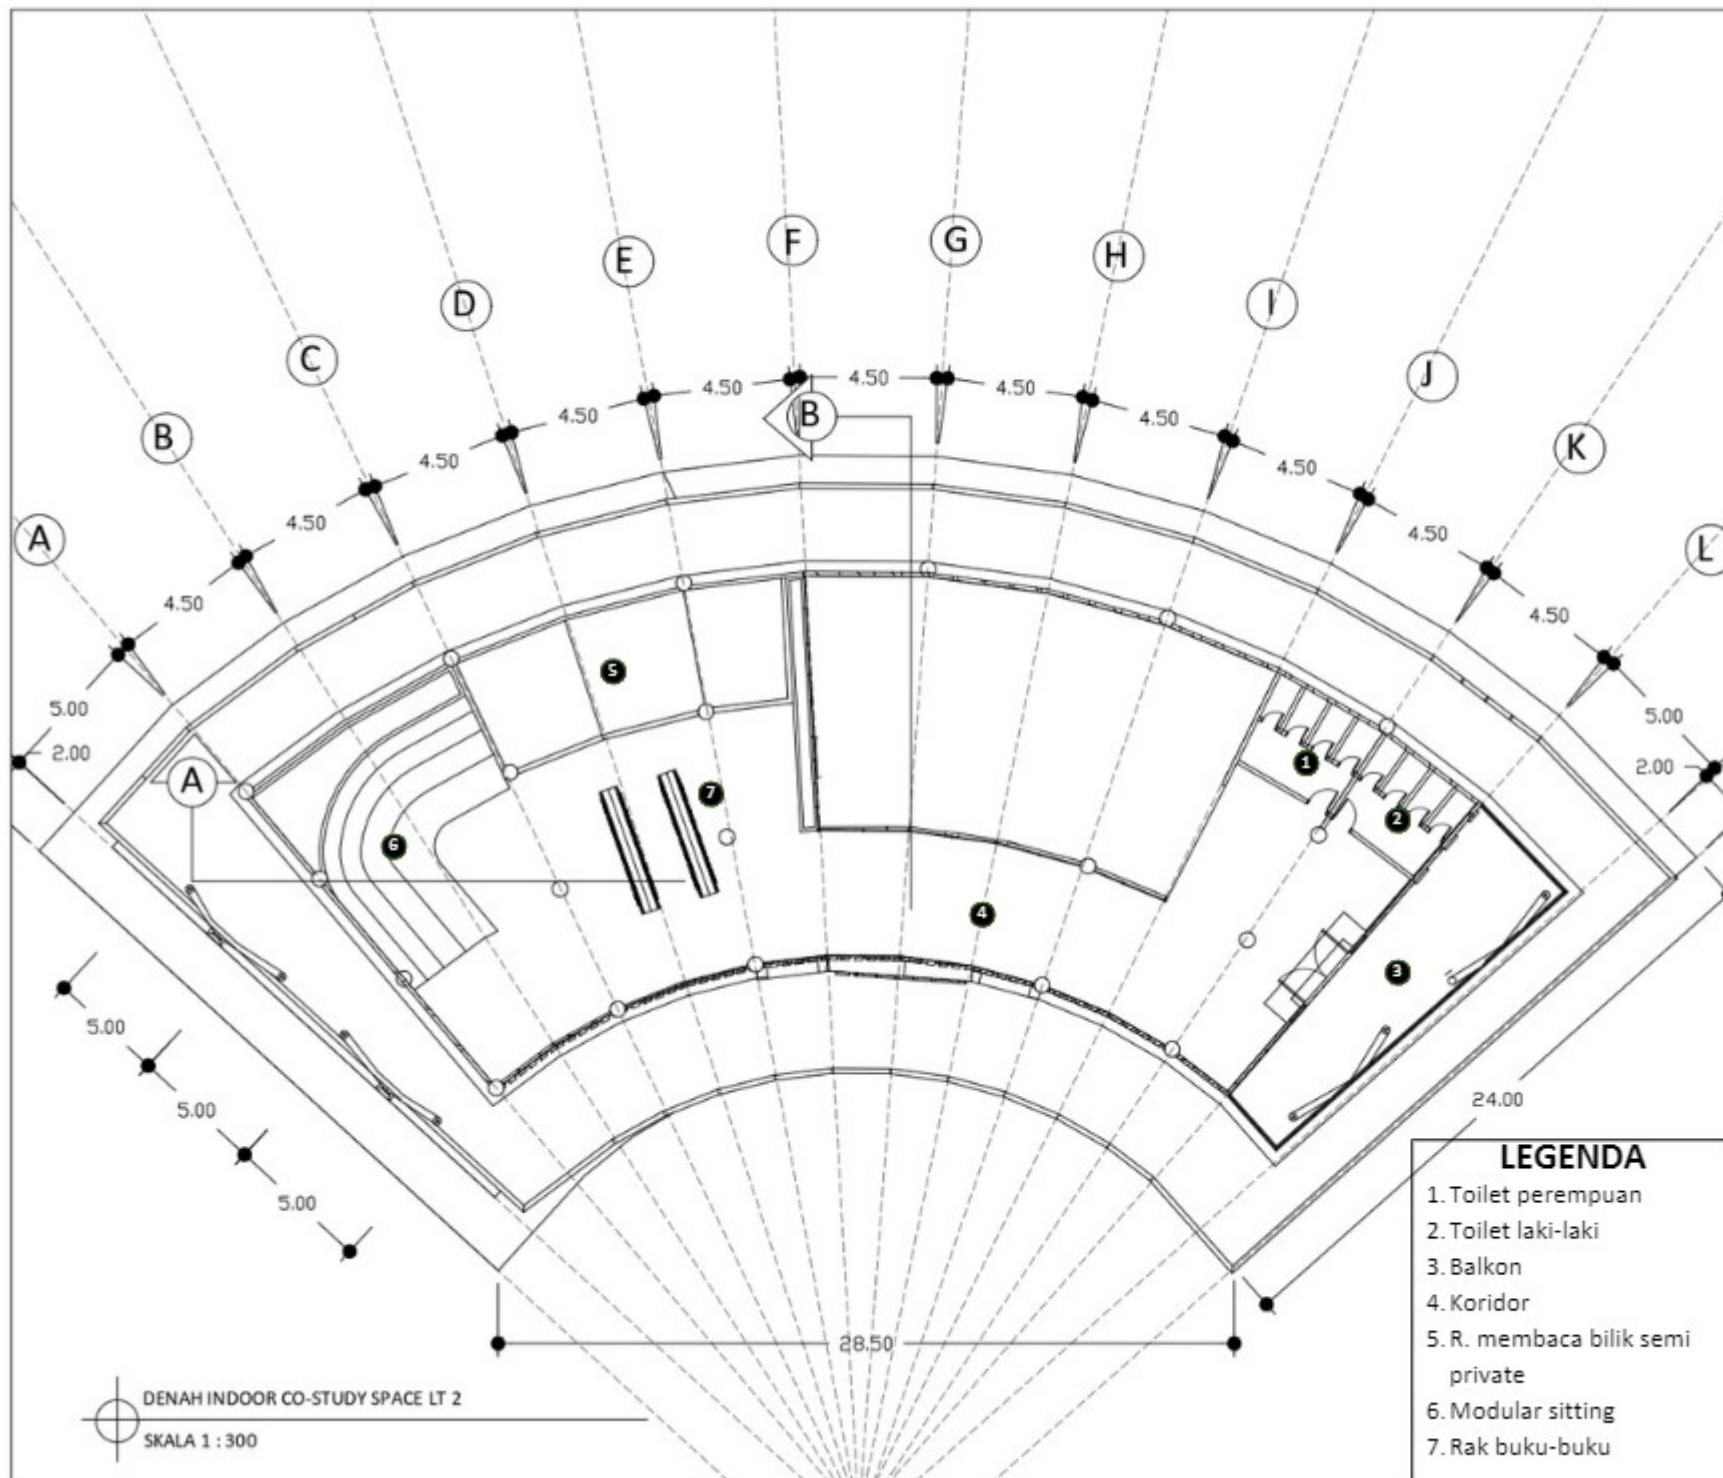 F
G
E
H
D
I
C
J
B
K
A
L
4.50
4.50
4.50
4.50
4.50
4.50
4.50
4.50
4.50
4.50
4.50
B
5.00
2.00
5.00
2.00
A
5
1
7
2
6
4
3
5.00
5.00
5.00
24.00
28.50
DENAH INDOOR CO-STUDY SPACE LT 2
SKALA 1 : 300
LEGENDA
1. Toilet perempuan
2. Toilet laki-laki
3. Balkon
4. Koridor
5. R. membaca bilik semi
private
6. Modular sitting
7. Rak buku-buku